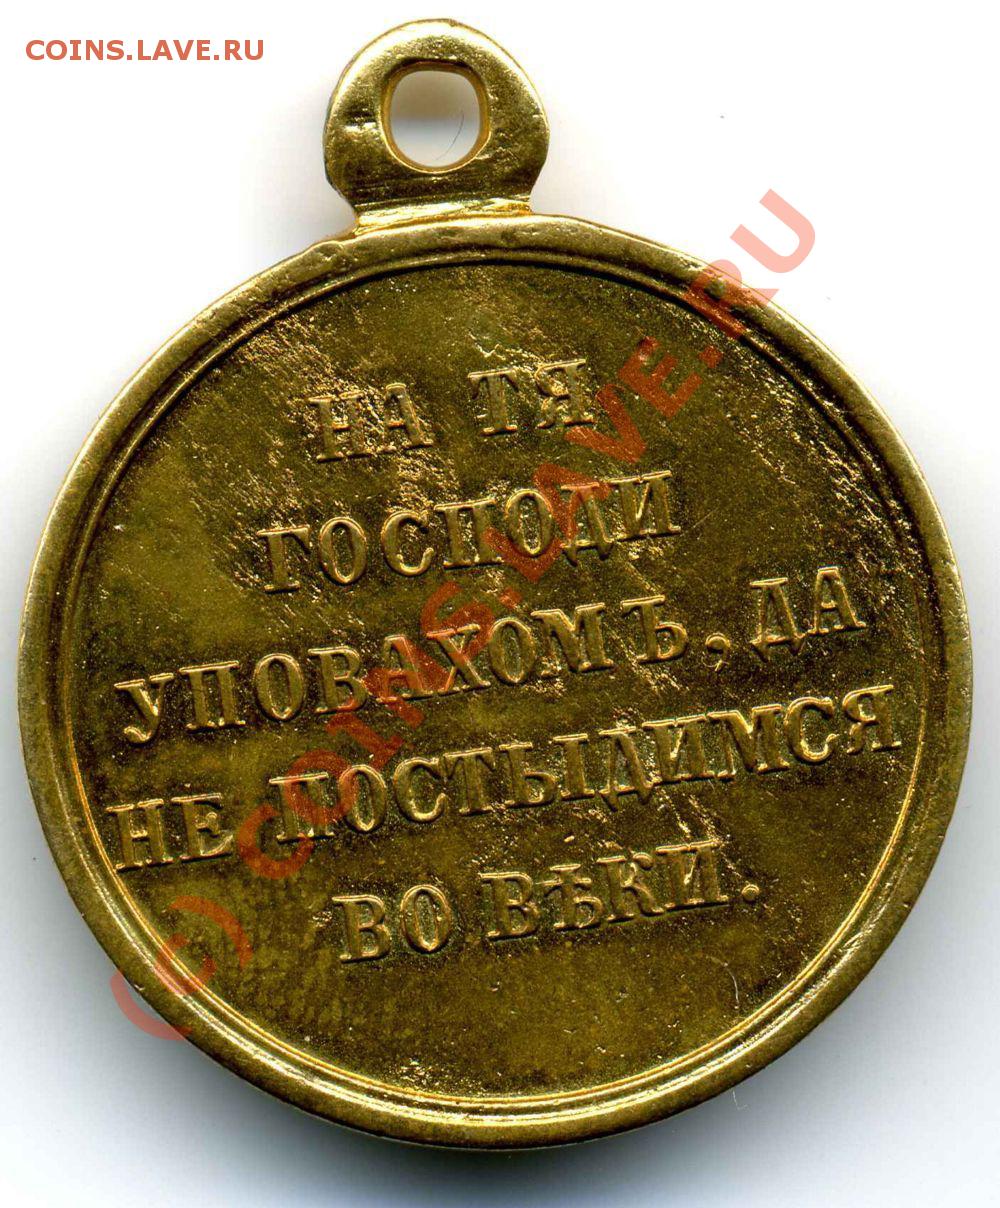 COINS.LAVE.RU
НА ТЯ
ГОСПОДИ
УПОВАХОМЪ, ДА
НЕ ПОСТЫДИМСЯ
ВО ВѢКИ.
(c) COINS.LAVE.RU